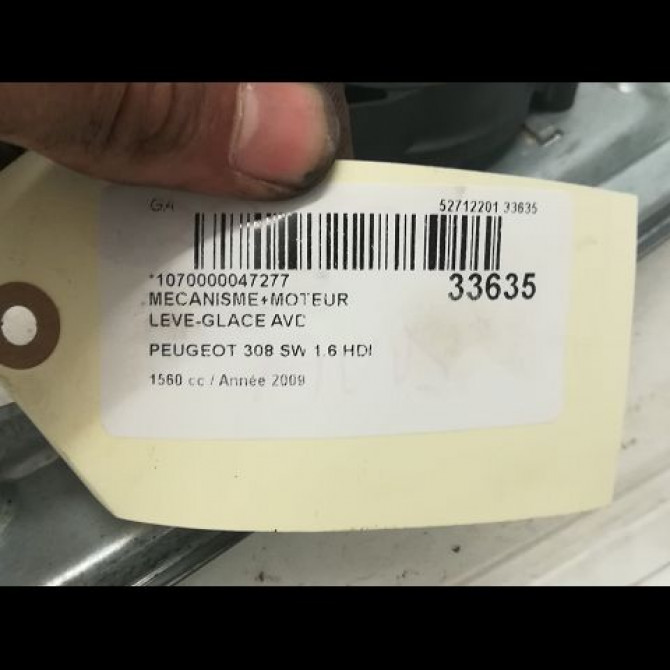 GA
52712201 33635
*1070000047277
33635
MECANISME+MOTEUR
LEVE-GLACE AVD
PEUGEOT 308 SW 1.6 HDI
1560 cc / Année 2009